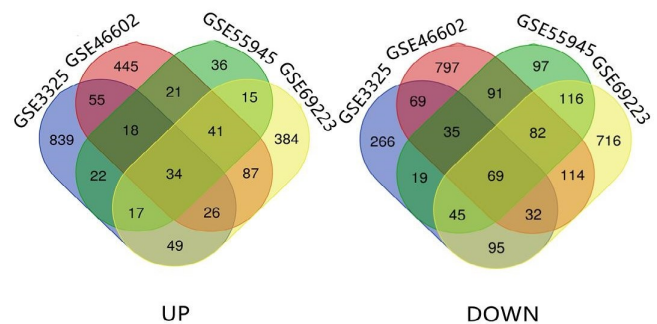 GSE3325 GSE46602 GSE55945 GSE69223
445 36
55 21 15
839 18 41 384
22 34 87
17 26
49
UP
GSE3325 GSE46602 GSE55945 GSE69223
797 97
69 91 116
266 35 82 716
19 69 114
45 32
95
DOWN